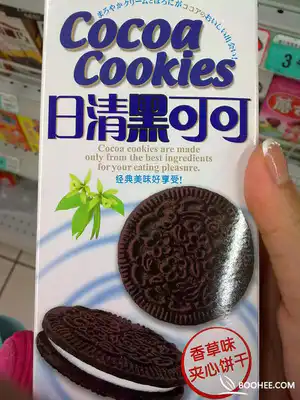 まろやかクリームとほろにがココアのおいしい出会い!
Cocoa
Cookies
日清黑可可
Cocoa cookies are made
only from the best ingredients
for your eating pleasure.
经典美味好享受!
香草味
夹心饼干
BOOHEE.COM